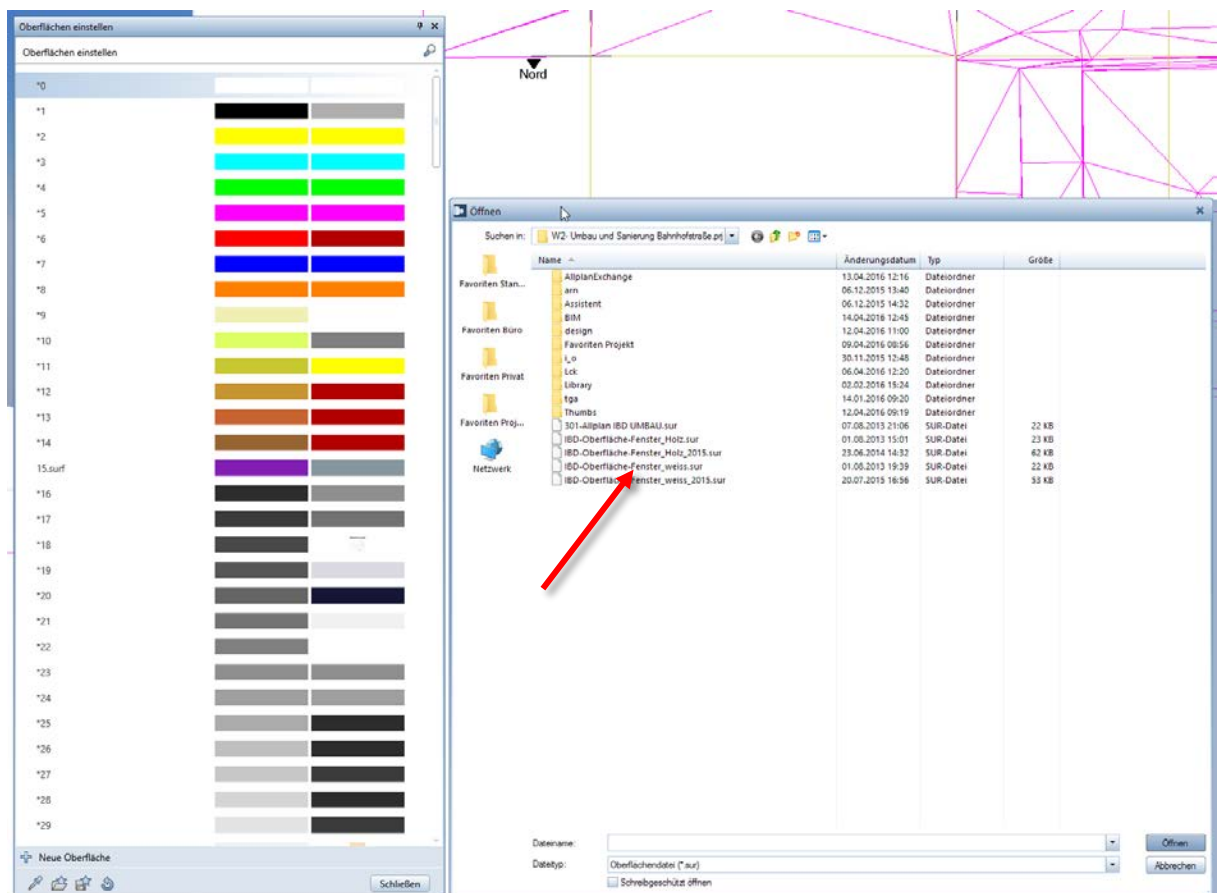 Oberflächen einstellen
Oberflächen einstellen
*0
*1
*2
*3
*4
*5
*6
*7
*8
*9
*10
*11
*12
*13
*14
15.surf
*16
*17
*18
*19
*20
*21
*22
*23
*24
*25
*26
*27
*28
*29
Neue Oberfläche
Schließen
Nord
Öffnen
Suchen in: W2- Umbau und Sanierung Bahnhofstraße.prj
Name Änderungsdatum Typ Größe
Favoriten Stan...
Favoriten Büro
Favoriten Privat
Favoriten Proj...
Netzwerk
AllplanExchange 13.04.2016 12:16 Dateiordner
arn 06.12.2015 13:40 Dateiordner
Assistent 06.12.2015 14:32 Dateiordner
BIM 14.04.2016 12:45 Dateiordner
design 12.04.2016 11:00 Dateiordner
Favoriten Projekt 09.04.2016 08:56 Dateiordner
i_o 30.11.2015 12:48 Dateiordner
Lck 06.04.2016 12:20 Dateiordner
Library 02.02.2016 15:24 Dateiordner
tga 14.01.2016 09:20 Dateiordner
Thumbs 12.04.2016 09:19 Dateiordner
301-Allplan IBD UMBAU.sur 07.08.2013 21:06 SUR-Datei 22 KB
IBD-Oberfläche-Fenster_Holz.sur 01.08.2013 15:01 SUR-Datei 23 KB
IBD-Oberfläche-Fenster_Holz_2015.sur 23.06.2014 14:32 SUR-Datei 62 KB
IBD-Oberfläche-Fenster_weiss.sur 01.08.2013 19:39 SUR-Datei 22 KB
IBD-Oberfläche-Fenster_weiss_2015.sur 20.07.2015 16:56 SUR-Datei 53 KB
Dateiname: Öffnen
Dateityp: Oberflächendatei (*.sur) Abbrechen
Schreibgeschützt öffnen